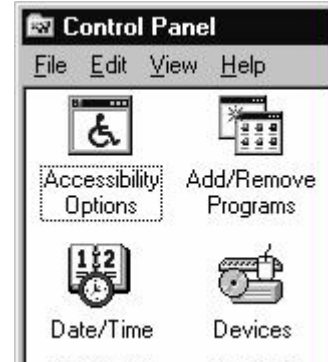 Control Panel
File Edit View Help
Accessibility Options
Add/Remove Programs
Date/Time
Devices